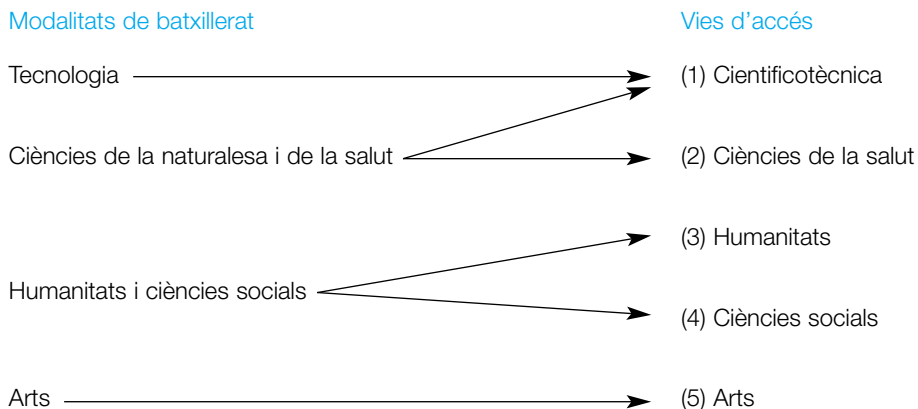 Modalitats de batxillerat Vies d’accés
Tecnologia (1) Cientificotècnica
Ciències de la naturalesa i de la salut (2) Ciències de la salut
(3) Humanitats
Humanitats i ciències socials
(4) Ciències socials
Arts (5) Arts